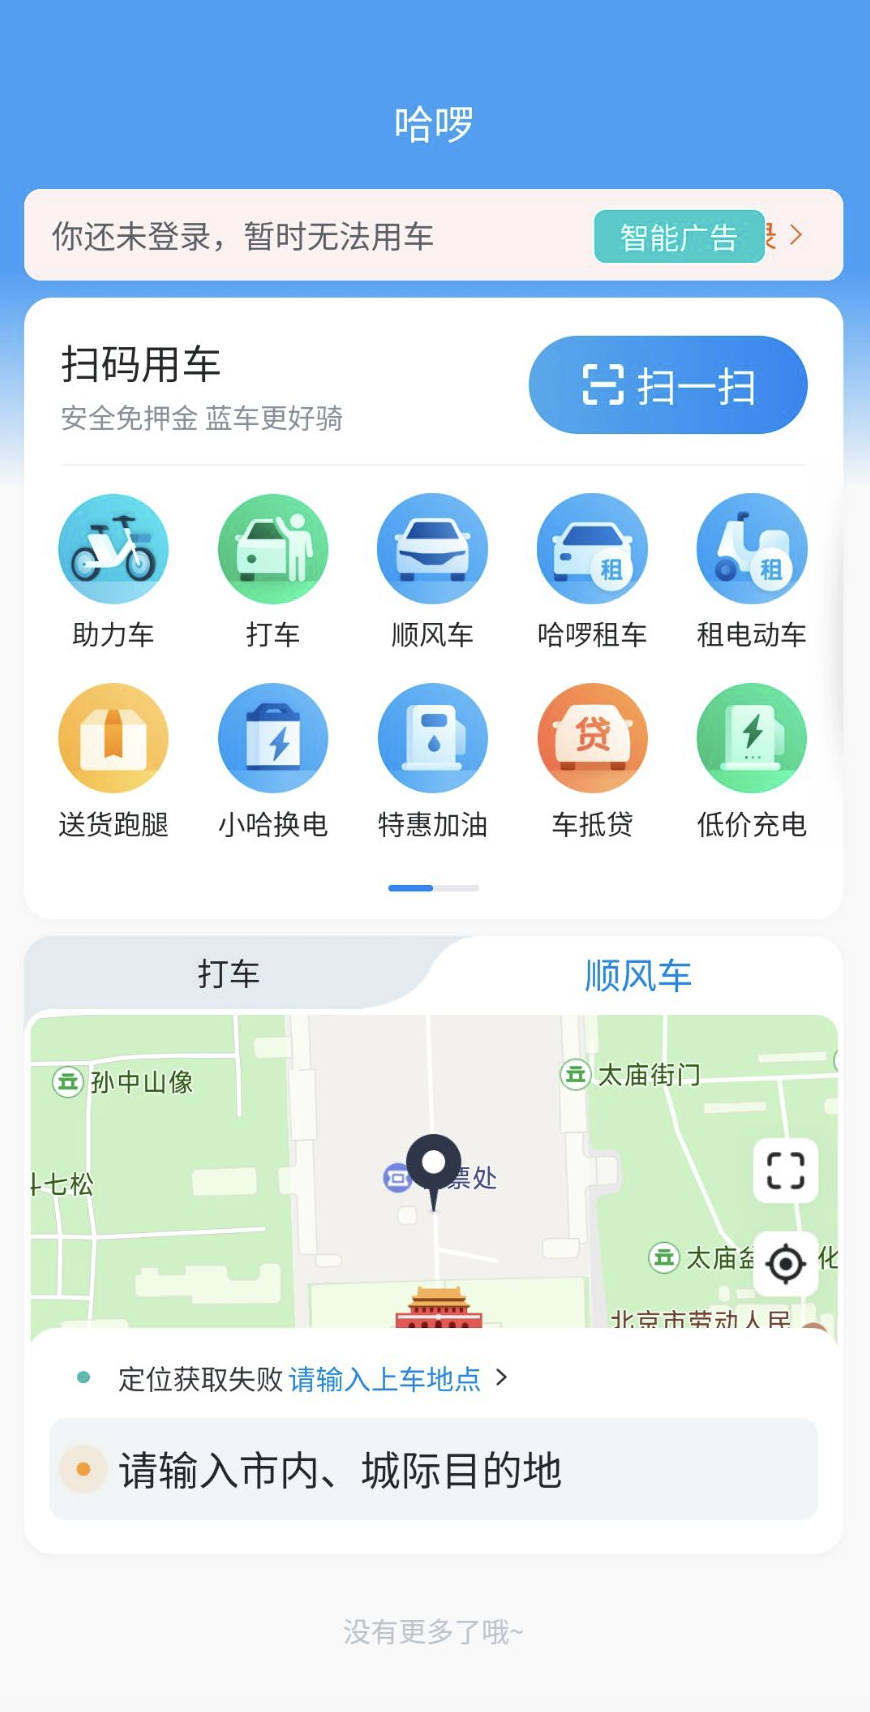 哈啰
你还未登录，暂时无法用车
智能广告
扫码用车
安全免押金 蓝车更好骑
扫一扫
租
租
助力车
打车
顺风车
哈啰租车
租电动车
贷
送货跑腿
小哈换电
特惠加油
车抵贷
低价充电
打车
顺风车
孙中山像
太庙街门
票处
七松
太庙
化
北京市劳动人民
定位获取失败 请输入上车地点
请输入市内、城际目的地
没有更多了哦~